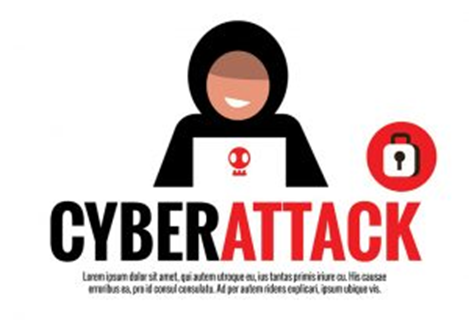 CYBERATTACK
Lorem ipsum dolor sit amet, qui autem utroque eu, ius tantas primis iriure cu. His causae
erroribus ea, pro id consul consulatu. Ad per autem ridens explicari, ipsum ubique vis.